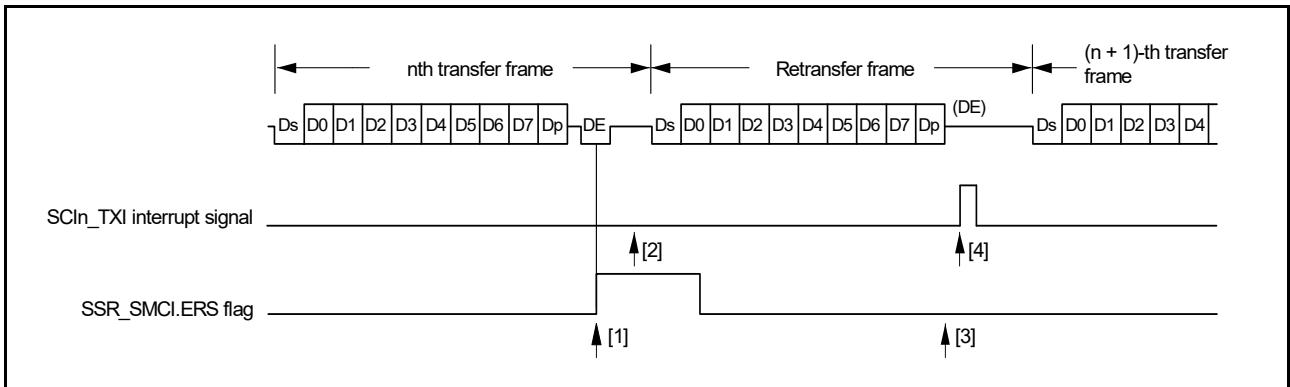 nth transfer frame
Retransfer frame
(n + 1)-th transfer
frame
Ds D0 D1 D2 D3 D4 D5 D6 D7 Dp DE Ds D0 D1 D2 D3 D4 D5 D6 D7 Dp (DE) Ds D0 D1 D2 D3 D4
SCIn_TXI interrupt signal
[2] [4]
SSR_SMCI.ERS flag
[1] [3]